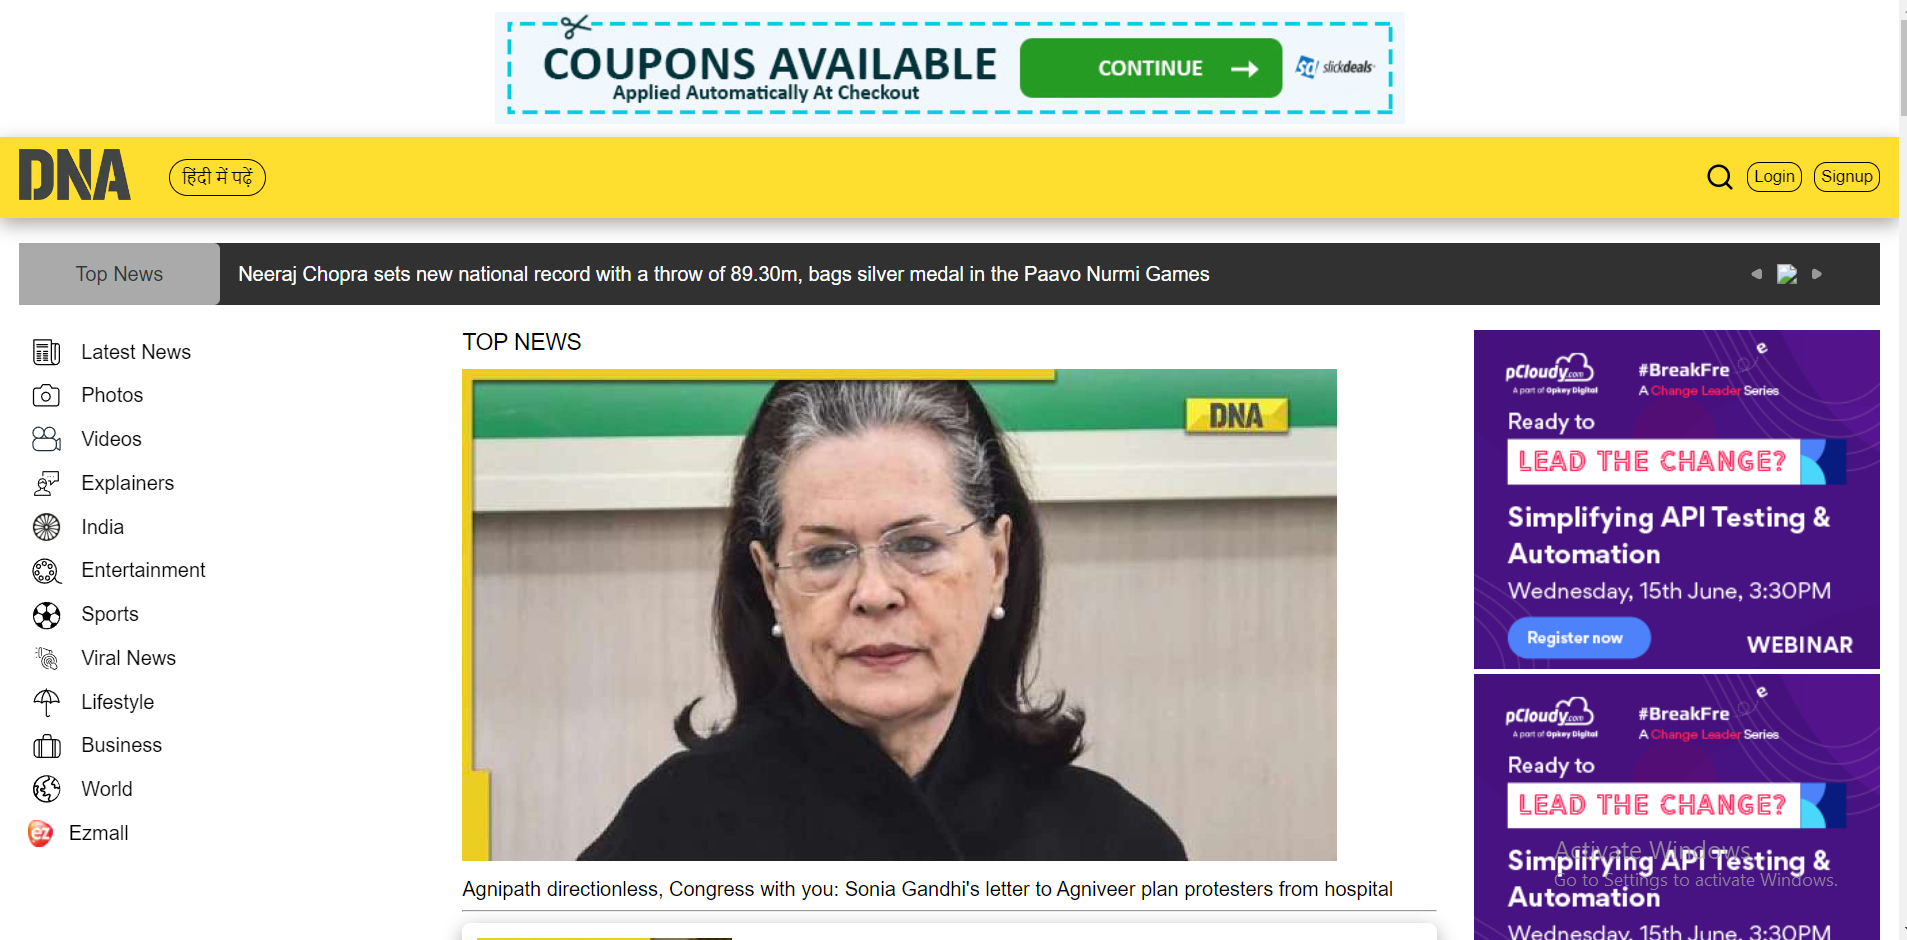 COUPONS AVAILABLE
Applied Automatically At Checkout
CONTINUE
sd! slickdeals
DNA
हिंदी में पढ़ें
Login
Signup
Top News
Neeraj Chopra sets new national record with a throw of 89.30m, bags silver medal in the Paavo Nurmi Games
Latest News
Photos
Videos
Explainers
India
Entertainment
Sports
Viral News
Lifestyle
Business
World
ez Ezmall
TOP NEWS
DNA
Agnipath directionless, Congress with you: Sonia Gandhi's letter to Agniveer plan protesters from hospital
pCloudy.com
A part of Opkey Digital
#BreakFre e
A Change Leader Series
Ready to
LEAD THE CHANGE?
Simplifying API Testing &
Automation
Wednesday, 15th June, 3:30PM
Register now
WEBINAR
pCloudy.com
A part of Opkey Digital
#BreakFre e
A Change Leader Series
Ready to
LEAD THE CHANGE?
Simplifying API Testing &
Automation
Wednesday, 15th June, 3:30PM
Activate Windows
Go to Settings to activate Windows.